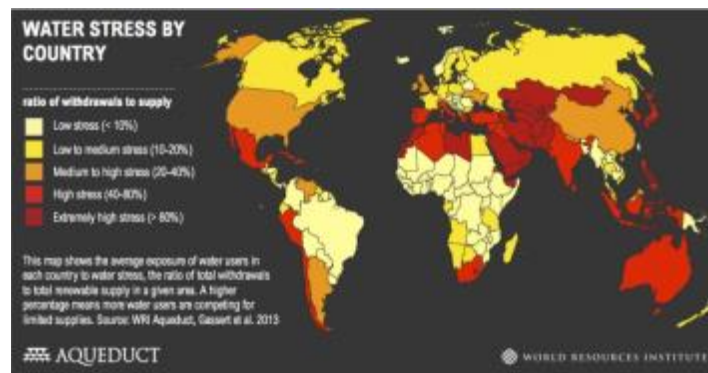 WATER STRESS BY
COUNTRY
ratio of withdrawals to supply
Low stress (< 10%)
Low to medium stress (10-20%)
Medium to high stress (20-40%)
High stress (40-80%)
Extremely high stress (> 80%)
This map shows the average exposure of water users in
each country to water stress, the ratio of total withdrawals
to total renewable supply in a given area. A higher
percentage means more water users are competing for
limited supplies. Source: WRI Aqueduct, Gassert et al. 2013
AQUEDUCT
WORLD RESOURCES INSTITUTE